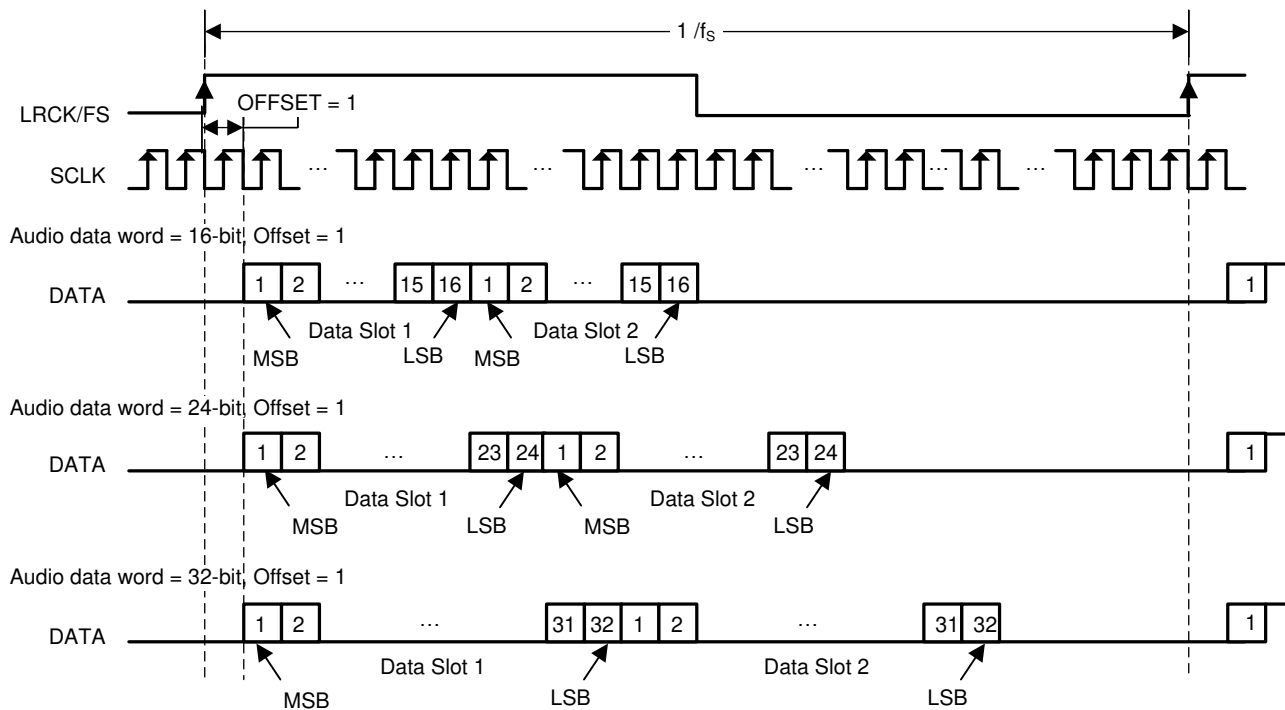 1 /fS
LRCK/FS
OFFSET = 1
SCLK … … … … …
Audio data word = 16-bit, Offset = 1
DATA 1 2 … 15 16 1 2 … 15 16 1
Data Slot 1 Data Slot 2
MSB LSB MSB LSB
Audio data word = 24-bit, Offset = 1
DATA 1 2 … 23 24 1 2 … 23 24 1
Data Slot 1 Data Slot 2
MSB LSB MSB LSB
Audio data word = 32-bit, Offset = 1
DATA 1 2 … 31 32 1 2 … 31 32 1
Data Slot 1 Data Slot 2
MSB LSB LSB